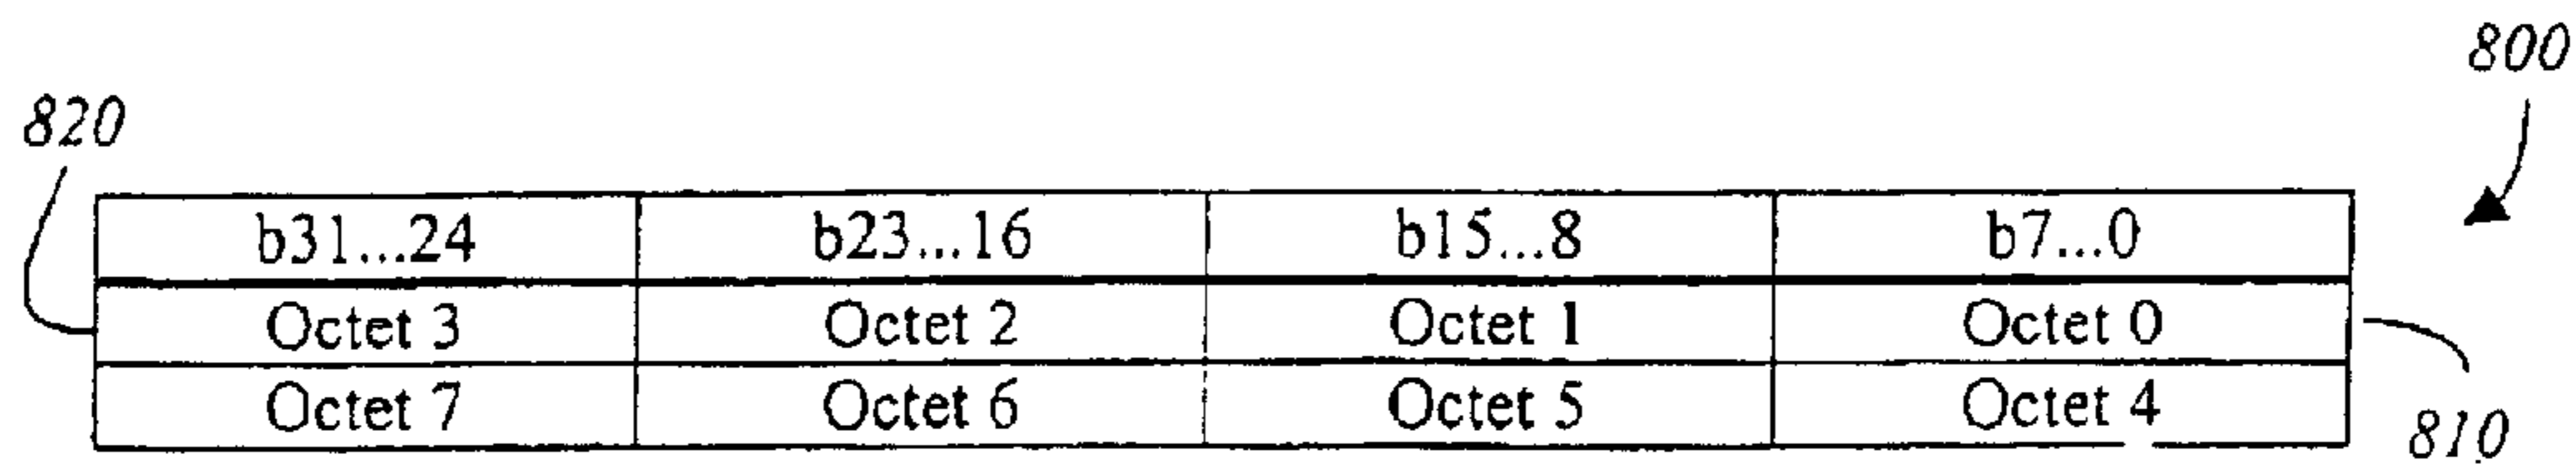 800
820
b31...24 b23...16 b15...8 b7...0
Octet 3 Octet 2 Octet 1 Octet 0
Octet 7 Octet 6 Octet 5 Octet 4
810